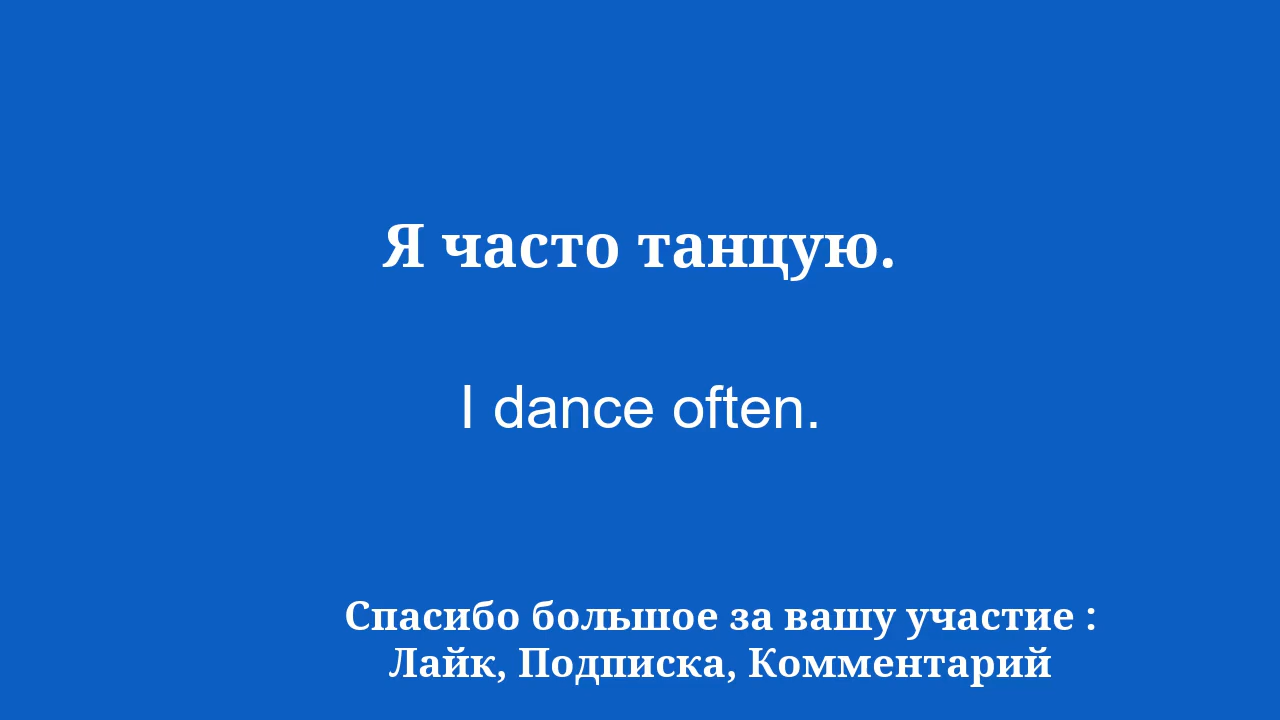 Я часто танцую.
I dance often.
Спасибо большое за вашу участие :
Лайк, Подписка, Комментарий